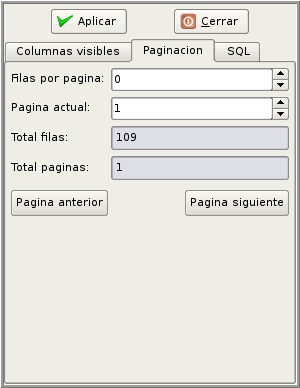 Aplicar Cerrar
Columnas visibles Paginacion SQL
Filas por pagina: 0
Pagina actual: 1
Total filas: 109
Total paginas: 1
Pagina anterior Pagina siguiente